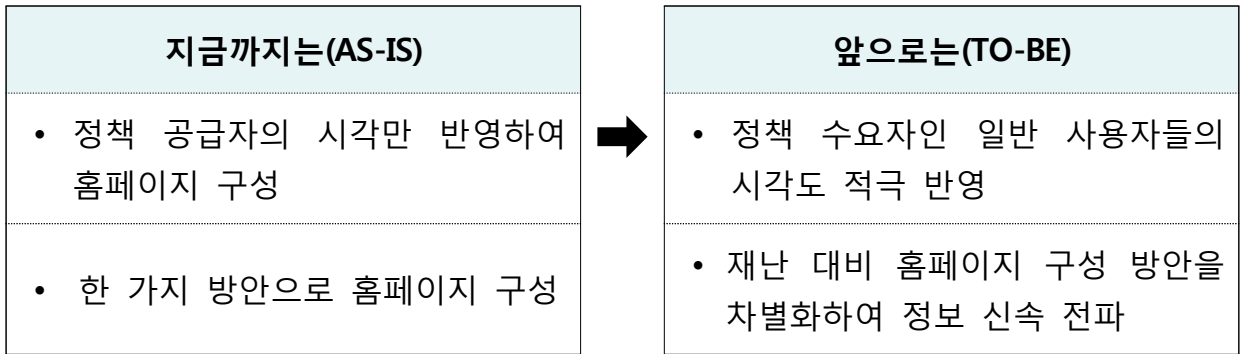 지금까지는(AS-IS)
• 정책 공급자의 시각만 반영하여
홈페이지 구성
• 한 가지 방안으로 홈페이지 구성
앞으로는(TO-BE)
• 정책 수요자인 일반 사용자들의
시각도 적극 반영
• 재난 대비 홈페이지 구성 방안을
차별화하여 정보 신속 전파